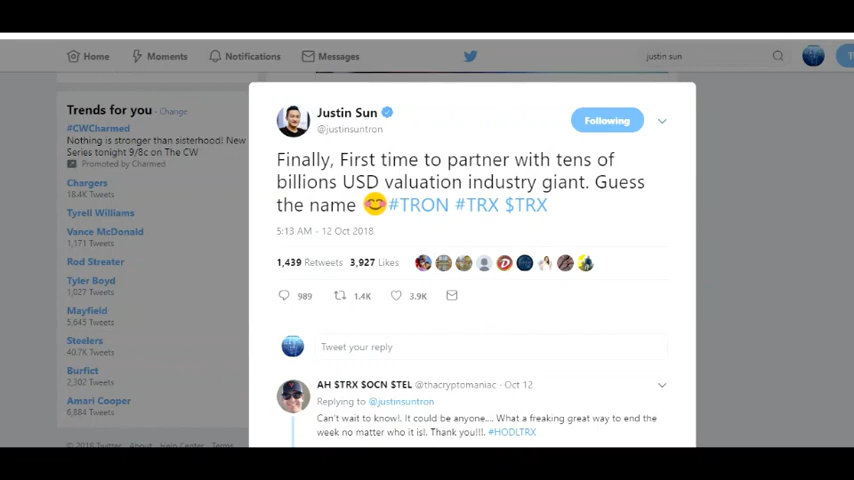 Home
Moments
Notifications
Messages
justin sun
Trends for you · Change
#CWCharmed
Nothing is stronger than sisterhood! New
Series tonight 9/8c on The CW
Promoted by Charmed
Chargers
18.4K Tweets
Tyrell Williams
Vance McDonald
1,171 Tweets
Rod Streater
Tyler Boyd
1,027 Tweets
Mayfield
5,645 Tweets
Steelers
40.7K Tweets
Burfict
2,302 Tweets
Amari Cooper
6,884 Tweets
© 2018 Twitter About Help Center Terms
Justin Sun
@justinsuntron
Following
Finally, First time to partner with tens of
billions USD valuation industry giant. Guess
the name 😊#TRON #TRX $TRX
5:13 AM - 12 Oct 2018
1,439 Retweets 3,927 Likes
989 1.4K 3.9K
Tweet your reply
AH $TRX $OCN $TEL @thacryptomaniac · Oct 12
Replying to @justinsuntron
Can't wait to know!. It could be anyone.... What a freaking great way to end the
week no matter who it is!. Thank you!!!. #HODLTRX